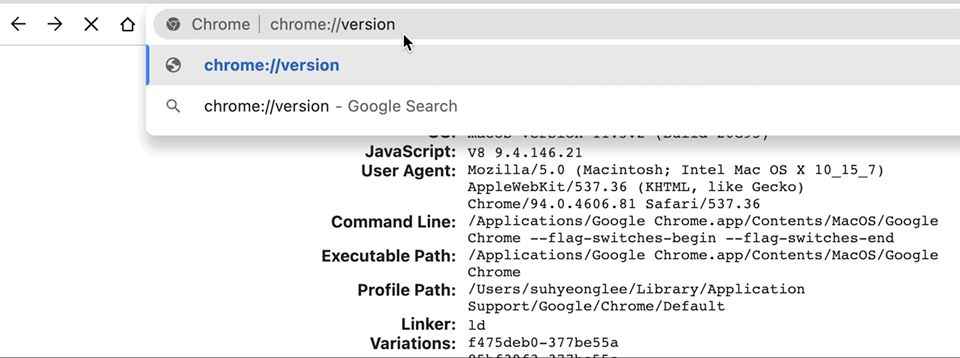 Chrome | chrome://version
chrome://version
chrome://version - Google Search
JavaScript: V8 9.4.146.21
User Agent: Mozilla/5.0 (Macintosh; Intel Mac OS X 10_15_7)
AppleWebKit/537.36 (KHTML, like Gecko)
Chrome/94.0.4606.81 Safari/537.36
Command Line: /Applications/Google Chrome.app/Contents/MacOS/Google
Chrome --flag-switches-begin --flag-switches-end
Executable Path: /Applications/Google Chrome.app/Contents/MacOS/Google
Chrome
Profile Path: /Users/suhyeonglee/Library/Application
Support/Google/Chrome/Default
Linker: ld
Variations: f475deb0-377be55a